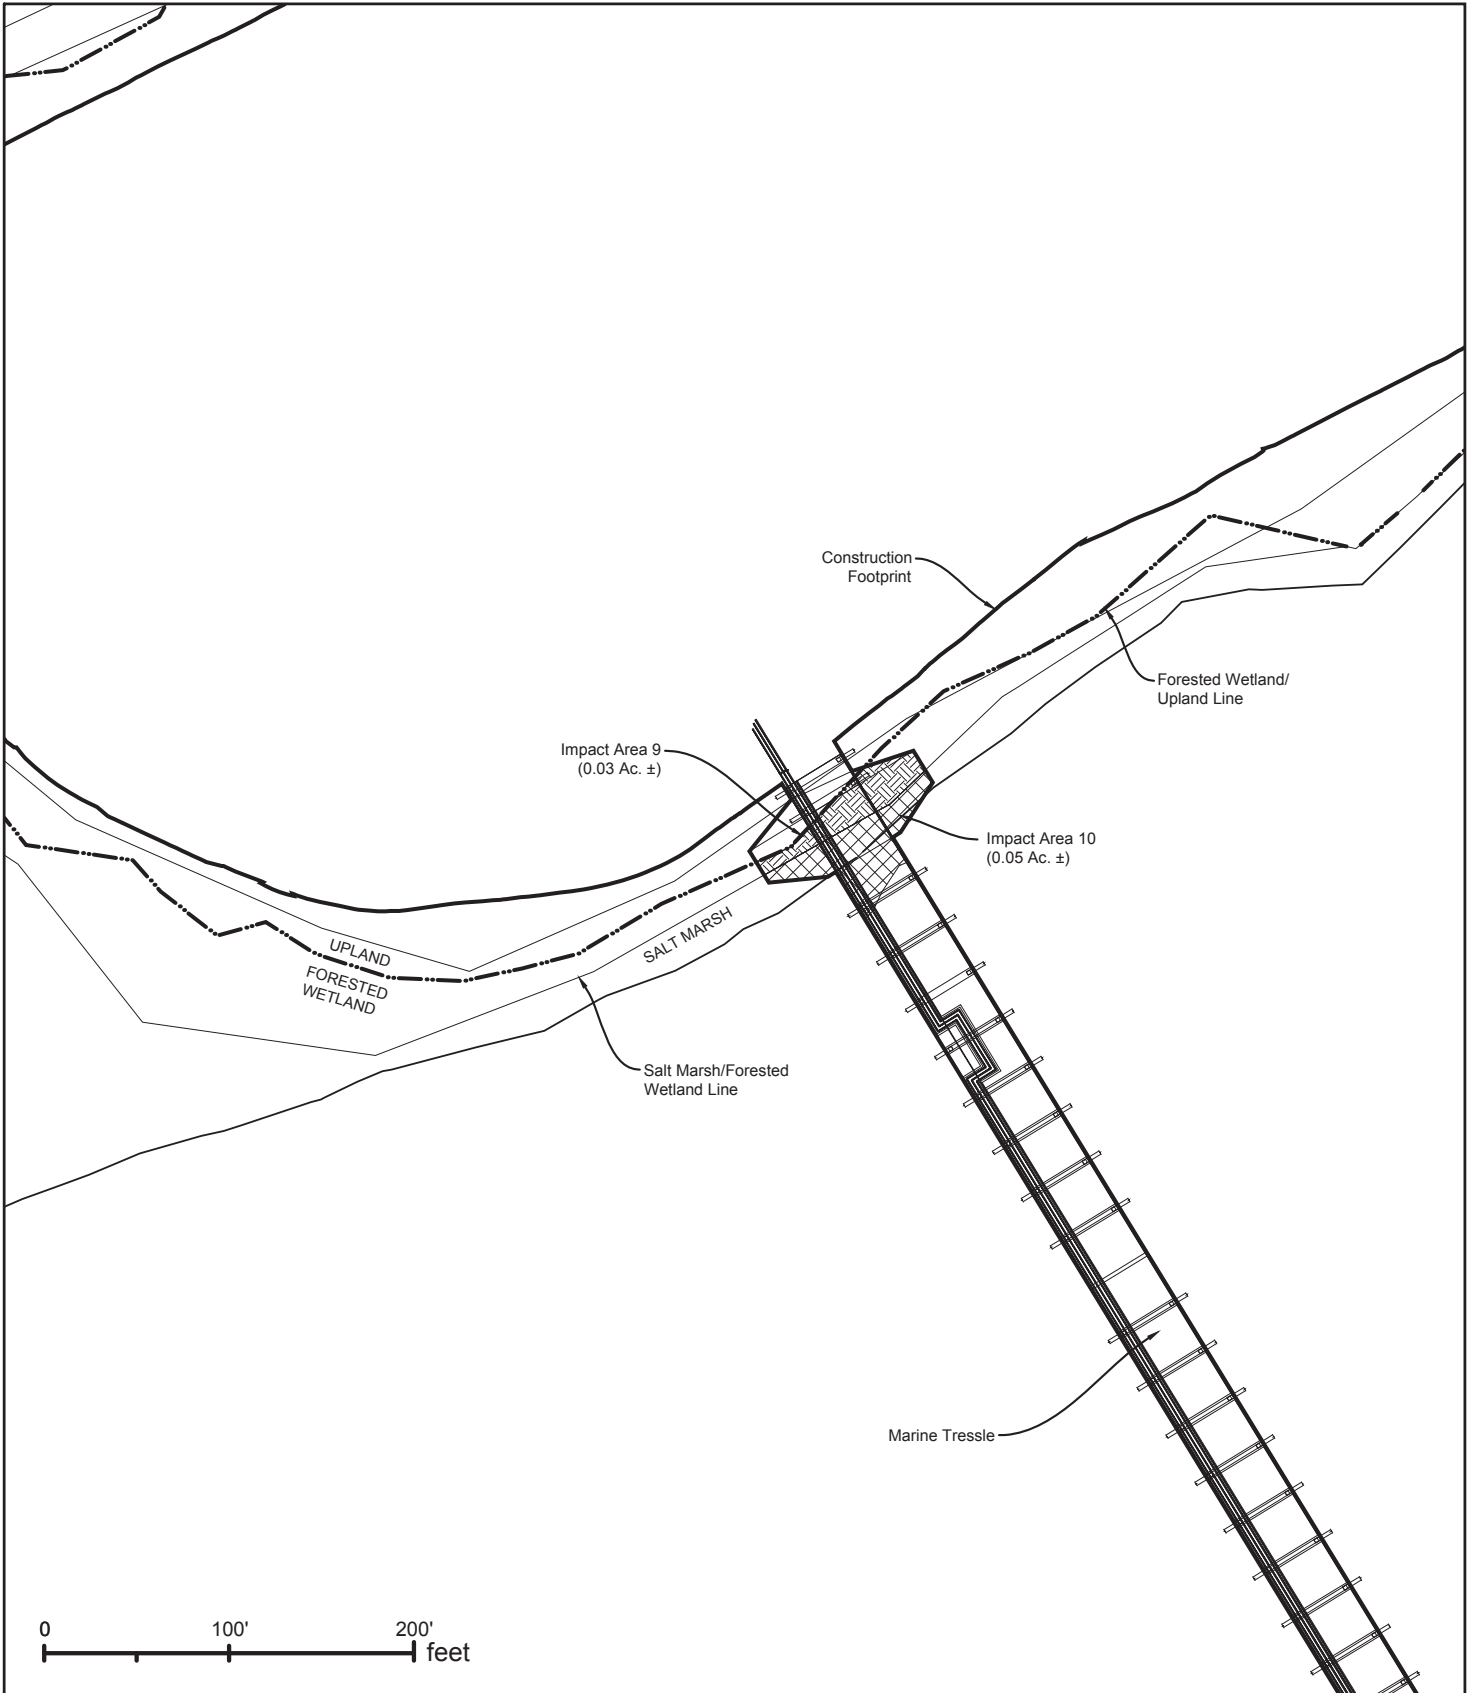 Construction
Footprint
Forested Wetland/
Upland Line
Impact Area 9
(0.03 Ac. ±)
Impact Area 10
(0.05 Ac. ±)
UPLAND
FORESTED
WETLAND
SALT MARSH
Salt Marsh/Forested
Wetland Line
Marine Tressle
0 100' 200'
feet